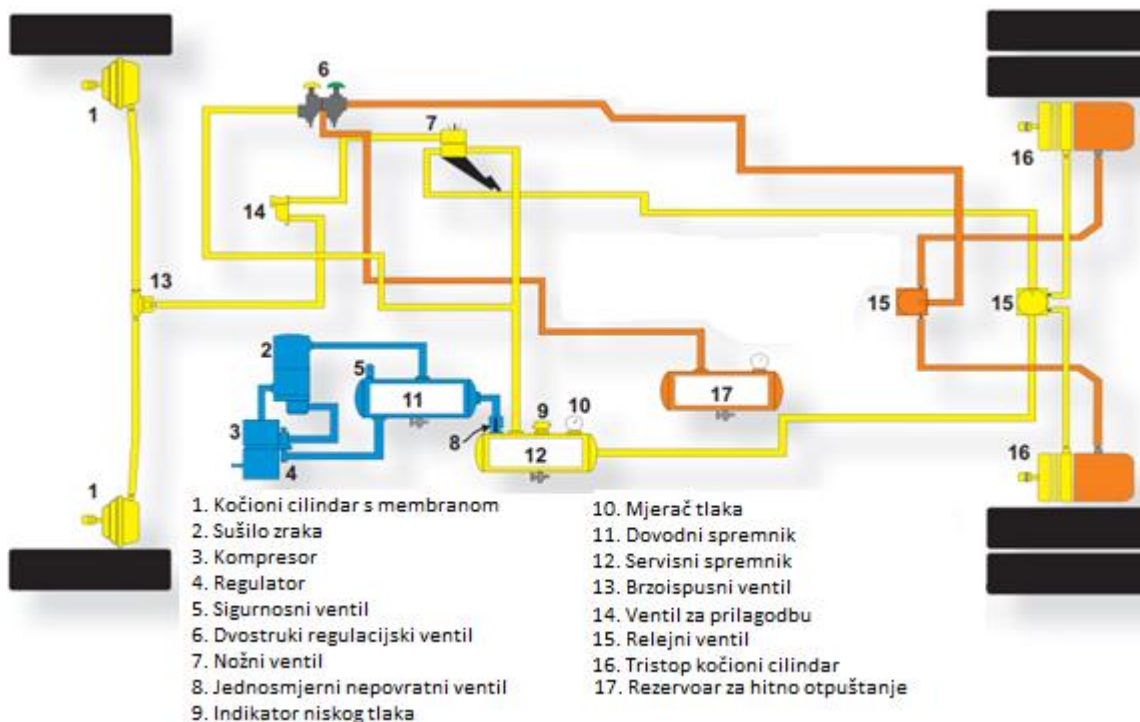 6
1
7
16
14
13
15
15
2
5
11
17
9
10
3
8
12
4
16
1
1. Kočioni cilindar s membranom
2. Sušilo zraka
3. Kompresor
4. Regulator
5. Sigurnosni ventil
6. Dvostruki regulacijski ventil
7. Nožni ventil
8. Jednosmjerni nepovratni ventil
9. Indikator niskog tlaka
10. Mjerač tlaka
11. Dovodni spremnik
12. Servisni spremnik
13. Brzoispusni ventil
14. Ventil za prilagodbu
15. Relejni ventil
16. Tristop kočioni cilindar
17. Rezervoar za hitno otpuštanje